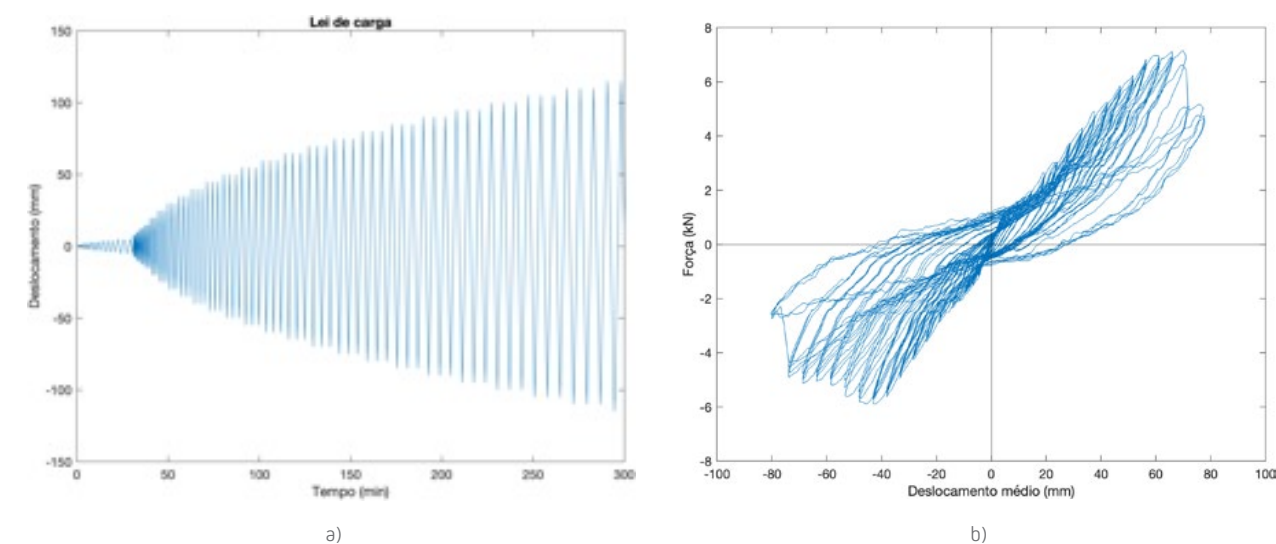 Lei de carga
150
100
50
0
-50
-100
-150
Deslocamento (mm)
0 50 100 150 200 250 300
Tempo (min)
a)
8
6
4
2
0
-2
-4
-6
-8
Força (kN)
-100 -80 -60 -40 -20 0 20 40 60 80 100
Deslocamento médio (mm)
b)